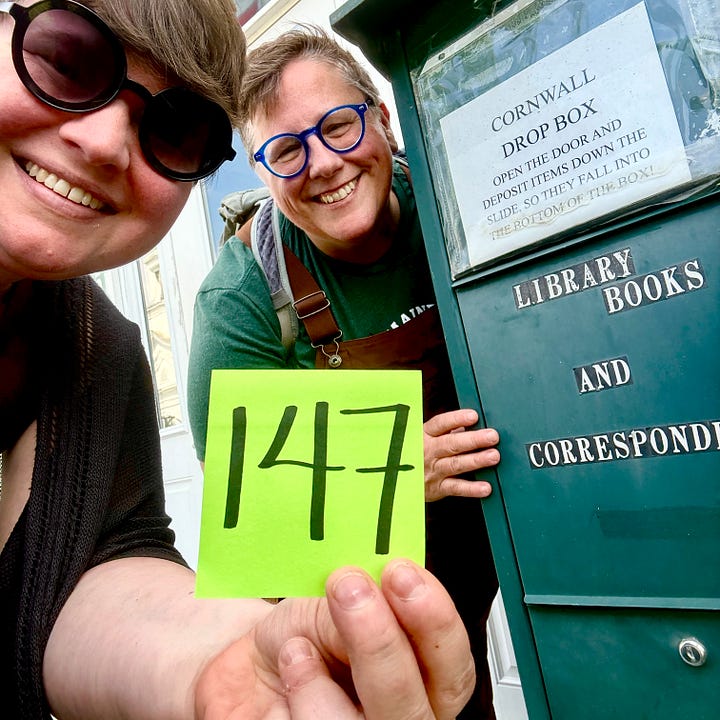 CORNWALL
DROP BOX
OPEN THE DOOR AND
DEPOSIT ITEMS DOWN THE
SLIDE, SO THEY FALL INTO
THE BOTTOM OF THE BOX!
LIBRARY
BOOKS
AND
CORRESPOND
147